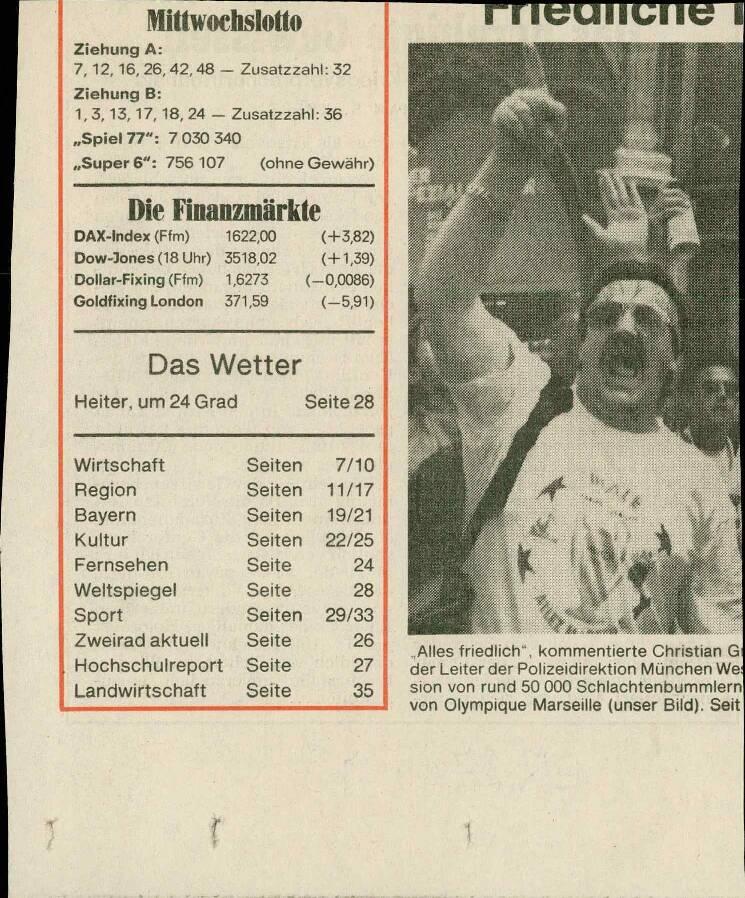 Mittwochslotto
Ziehung A:
7, 12, 16, 26, 42, 48 — Zusatzzahl: 32
Ziehung B:
1, 3, 13, 17, 18, 24 — Zusatzzahl: 36
„Spiel 77“: 7 030 340
„Super 6“: 756 107 (ohne Gewähr)
Die Finanzmärkte
DAX-Index (Ffm) 1622,00 (+3,82)
Dow-Jones (18 Uhr) 3518,02 (+1,39)
Dollar-Fixing (Ffm) 1,6273 (—0,0086)
Goldfixing London 371,59 (—5,91)
Das Wetter
Heiter, um 24 Grad Seite 28
Wirtschaft Seiten 7/10
Region Seiten 11/17
Bayern Seiten 19/21
Kultur Seiten 22/25
Fernsehen Seite 24
Weltspiegel Seite 28
Sport Seiten 29/33
Zweirad aktuell Seite 26
Hochschulreport Seite 27
Landwirtschaft Seite 35
Friedliche
„Alles friedlich“, kommentierte Christian
der Leiter der Polizeidirektion München
sion von rund 50 000 Schlachtenbummlern
von Olympique Marseille (unser Bild). Seit